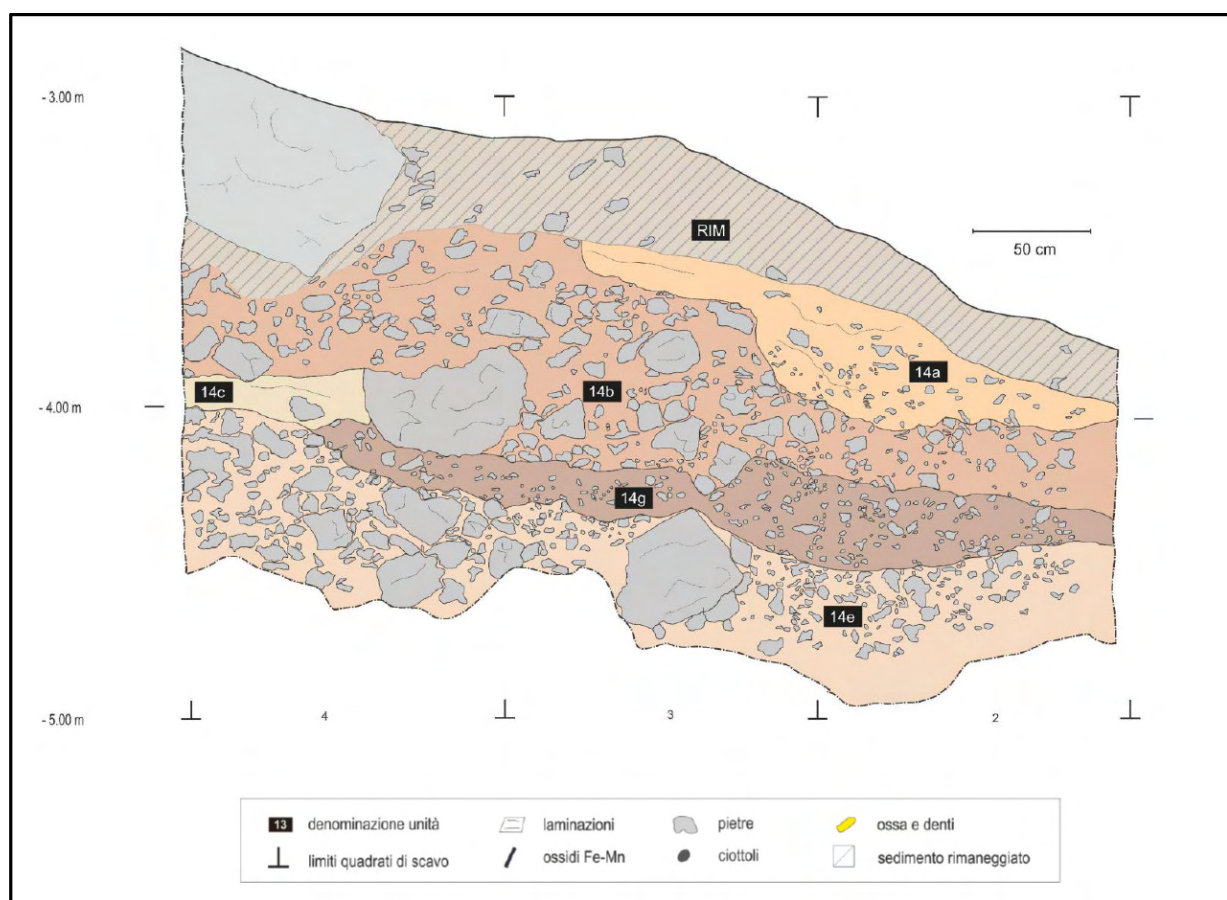 - 3.00 m
RIM
50 cm
14a
14c
14b
- 4.00 m
14g
14e
- 5.00 m
4
3
2
13 denominazione unità
laminazioni
pietre
ossa e denti
limiti quadrati di scavo
ossidi Fe-Mn
ciottoli
sedimento rimaneggiato